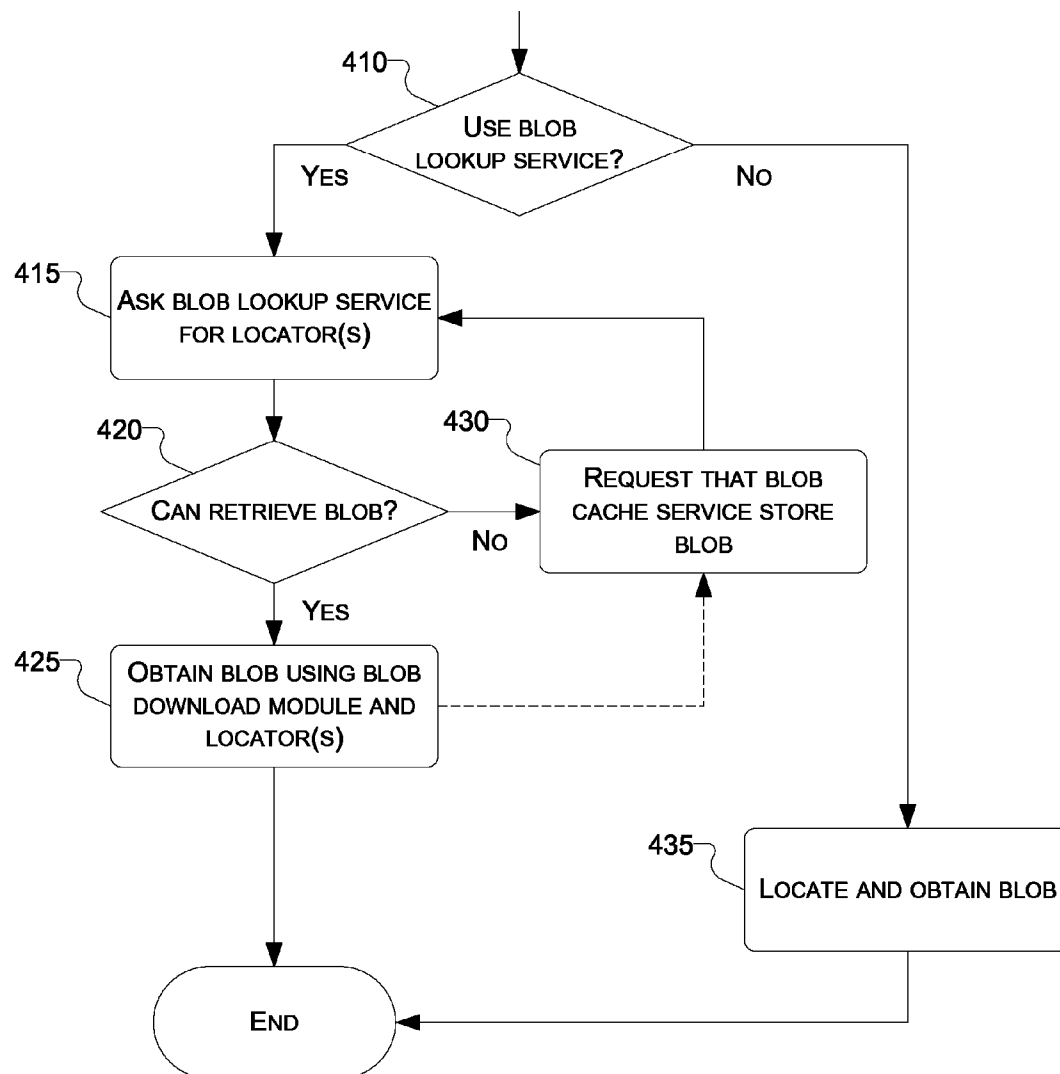 410
USE BLOB
LOOKUP SERVICE?
YES
NO
415
ASK BLOB LOOKUP SERVICE
FOR LOCATOR(S)
420
CAN RETRIEVE BLOB?
NO
430
REQUEST THAT BLOB
CACHE SERVICE STORE
BLOB
YES
425
OBTAIN BLOB USING BLOB
DOWNLOAD MODULE AND
LOCATOR(S)
435
LOCATE AND OBTAIN BLOB
END